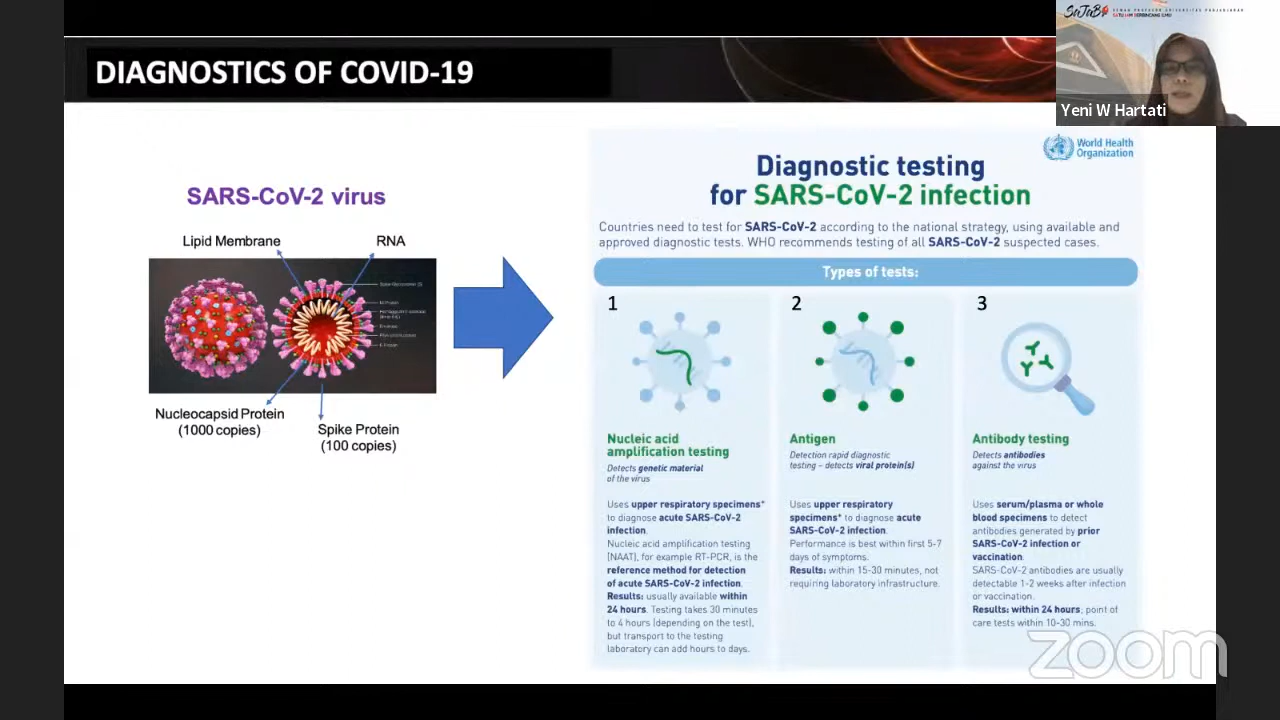 DIAGNOSTICS OF COVID-19
SaJaBi
DEWAN PROFESOR UNIVERSITAS PADJADJARAN
SATU JAM BERBINCANG ILMU
Yeni W Hartati
SARS-CoV-2 virus
Lipid Membrane
RNA
Nucleocapsid Protein
(1000 copies)
Spike Protein
(100 copies)
World Health
Organization
Diagnostic testing
for SARS-CoV-2 infection
Countries need to test for SARS-CoV-2 according to the national strategy, using available and
approved diagnostic tests. WHO recommends testing of all SARS-CoV-2 suspected cases.
Types of tests:
1
Nucleic acid
amplification testing
Detects genetic material
of the virus
Uses upper respiratory specimens*
to diagnose acute SARS-CoV-2
infection.
Nucleic acid amplification testing
(NAAT), for example RT-PCR, is the
reference method for detection
of acute SARS-CoV-2 infection.
Results: usually available within
24 hours. Testing takes 30 minutes
to 4 hours (depending on the test),
but transport to the testing
laboratory can add hours to days.
2
Antigen
Detection rapid diagnostic
testing – detects viral protein(s)
Uses upper respiratory
specimens* to diagnose acute
SARS-CoV-2 infection.
Performance is best within first 5-7
days of symptoms.
Results: within 15-30 minutes, not
requiring laboratory infrastructure.
3
Antibody testing
Detects antibodies
against the virus
Uses serum/plasma or whole
blood specimens to detect
antibodies generated by prior
SARS-CoV-2 infection or
vaccination.
SARS-CoV-2 antibodies are usually
detectable 1-2 weeks after infection
or vaccination.
Results: within 24 hours, point of
care tests within 10-30 mins.
zoom